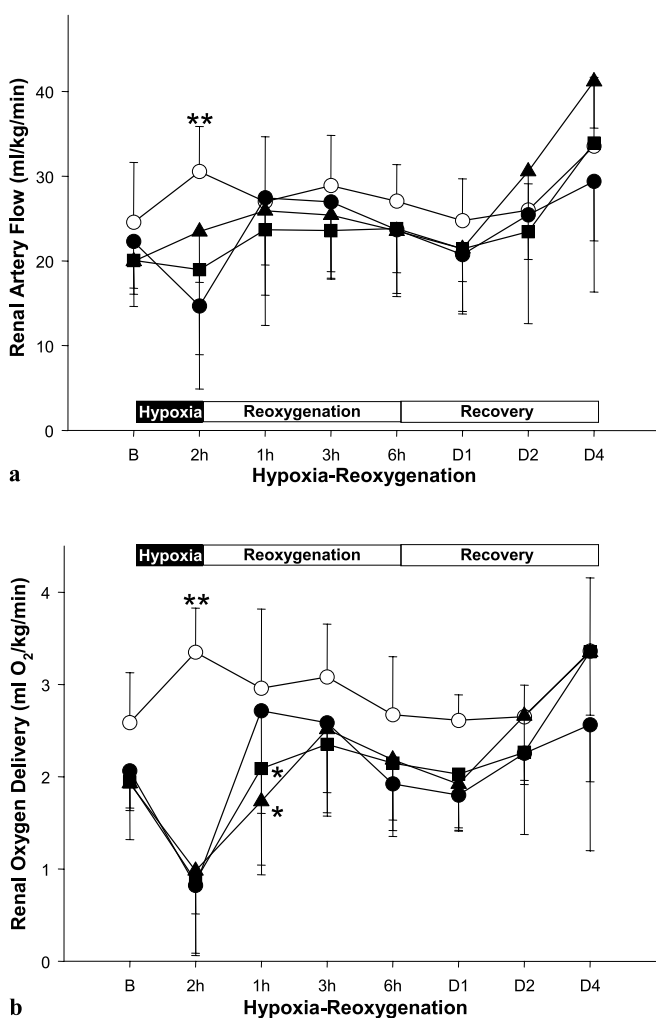 Renal Artery Flow (ml/kg/min)
40
30
20
10
0
**
Hypoxia Reoxygenation Recovery
B 2h 1h 3h 6h D1 D2 D4
Hypoxia-Reoxygenation
a
Hypoxia Reoxygenation Recovery
Renal Oxygen Delivery (ml O2/kg/min)
4
3
2
1
0
**
*
*
B 2h 1h 3h 6h D1 D2 D4
Hypoxia-Reoxygenation
b